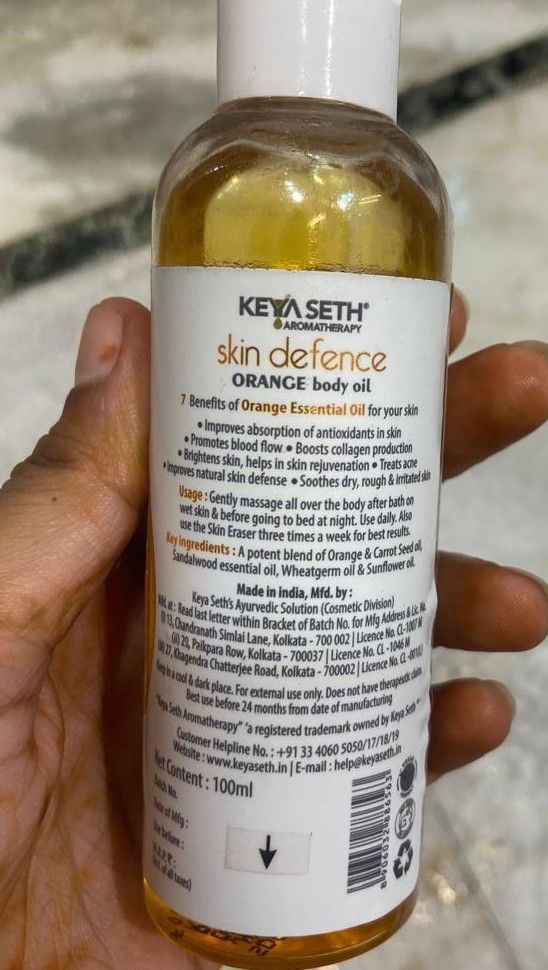 KEYA SETH®
AROMATHERAPY
skin defence
ORANGE body oil
7 Benefits of Orange Essential Oil for your skin
• Improves absorption of antioxidants in skin
• Promotes blood flow • Boosts collagen production
• Brightens skin, helps in skin rejuvenation • Treats acne
• Improves natural skin defense • Soothes dry, rough & irritated skin
Usage : Gently massage all over the body after bath on
wet skin & before going to bed at night. Use daily. Also
use the Skin Eraser three times a week for best results.
Key ingredients : A potent blend of Orange & Carrot Seed oil,
Sandalwood essential oil, Wheatgerm oil & Sunflower oil.
Made in india, Mfd. by :
Keya Seth's Ayurvedic Solution (Cosmetic Division)
Mfd. at : Read last letter within Bracket of Batch No. for Mfg Address & Lic. No.
(i) 13, Chandranath Simlai Lane, Kolkata - 700 002 | Licence No. CL-1007 M
(ii) 29, Paikpara Row, Kolkata - 700037 | Licence No. CL -1046 M
27, Khagendra Chatterjee Road, Kolkata - 700002 | Licence No.
Keep in a cool & dark place. For external use only. Does not have therapeutic claim.
Best use before 24 months from date of manufacturing
"Keya Seth Aromatherapy" 'a registered trademark owned by Keya Seth'
Customer Helpline No. : +91 33 4060 5050/17/18/19
Website : www.keyaseth.in | E-mail : help@keyaseth.in
Net Content : 100ml
Batch No.
Date of Mfg :
Use before :
M.R.P. ₹ :
(Incl. of all taxes)
8906032886563